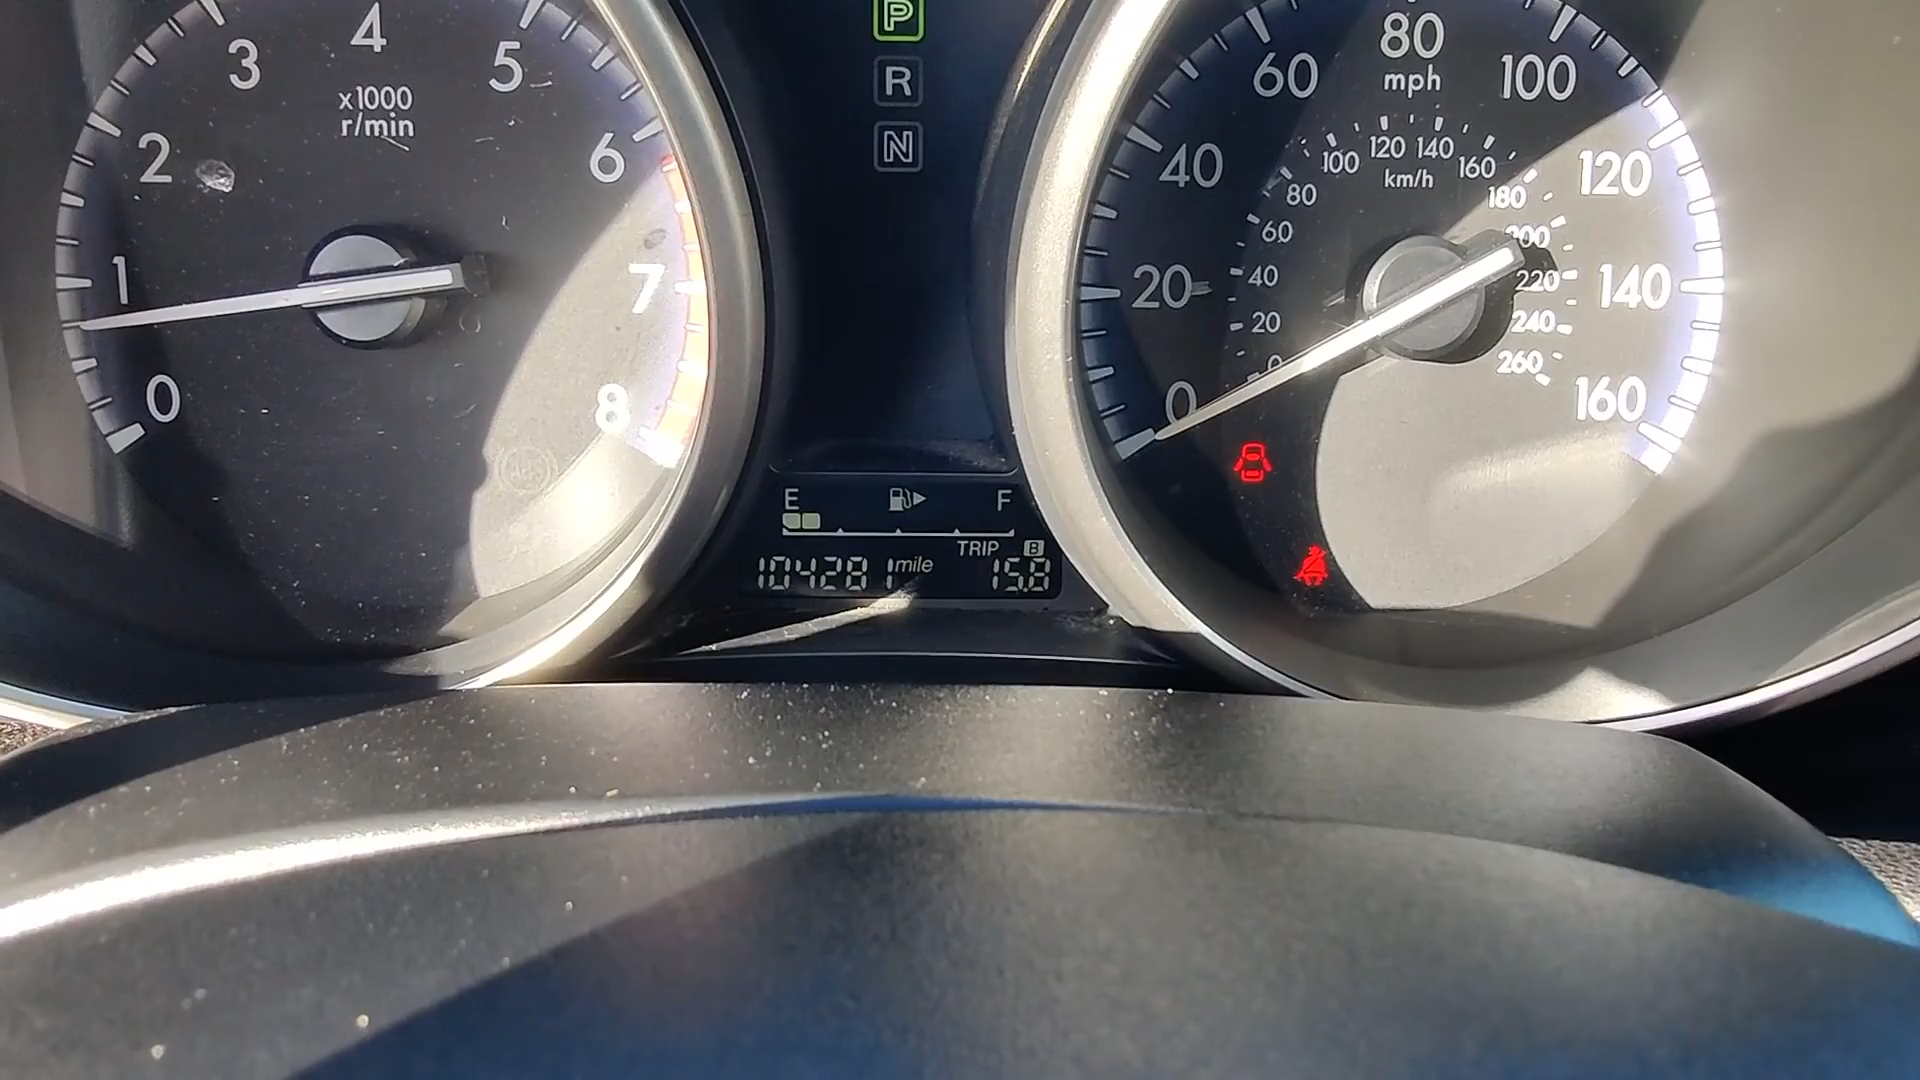 0 1 2 3 4 5 6 7 8
x1000
r/min
P
R
N
0 20 40 60 80 100 120 140 160
mph
0 20 40 60 80 100 120 140 160 180 200 220 240 260
km/h
E F
TRIP B
104281 mile 15.8